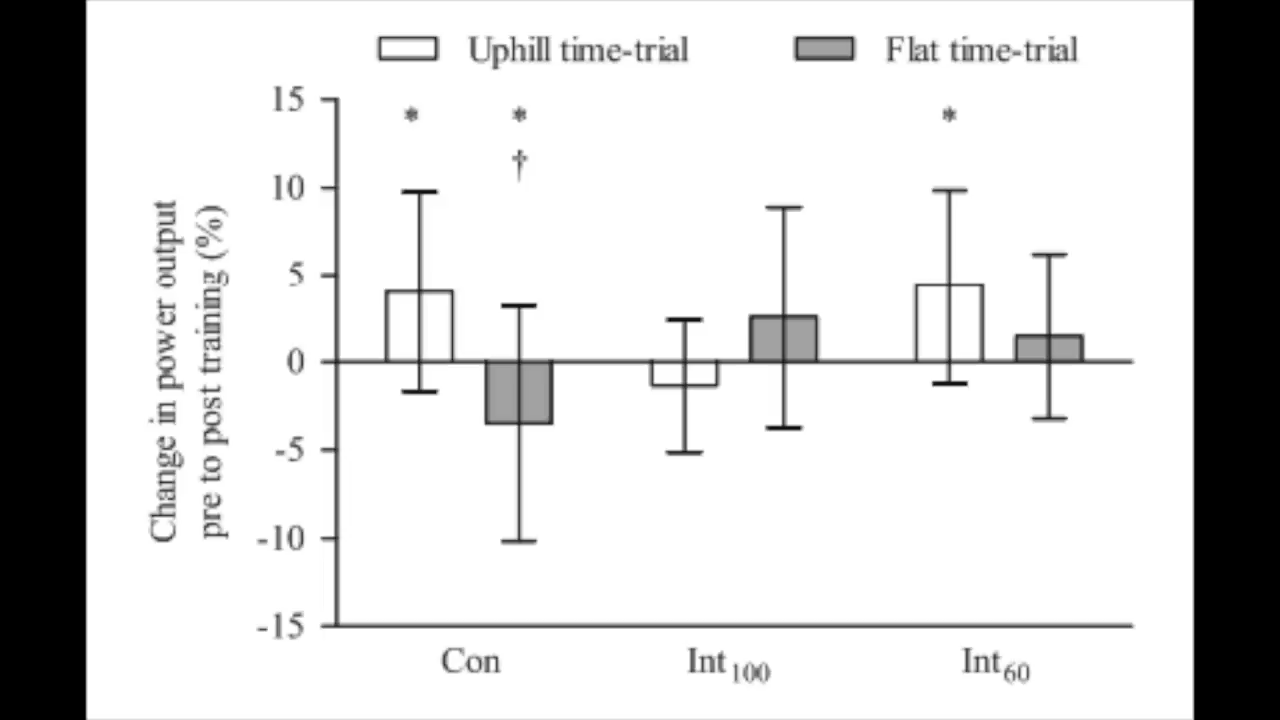 Uphill time-trial
Flat time-trial
15
* * *
†
10
5
0
-5
-10
-15
Change in power output
pre to post training (%)
Con
Int100
Int60